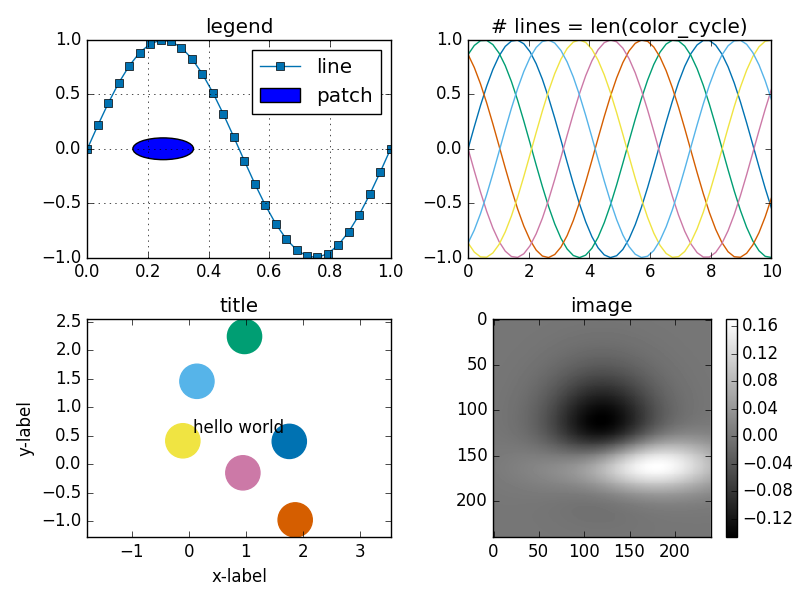 legend
1.0
0.5
0.0
−0.5
−1.0
0.0 0.2 0.4 0.6 0.8 1.0
line
patch
# lines = len(color_cycle)
1.0
0.5
0.0
−0.5
−1.0
0 2 4 6 8 10
title
2.5
2.0
1.5
1.0
0.5
0.0
−0.5
−1.0
y-label
hello world
−1 0 1 2 3
x-label
image
0
50
100
150
200
0 50 100 150 200
0.16
0.12
0.08
0.04
0.00
−0.04
−0.08
−0.12